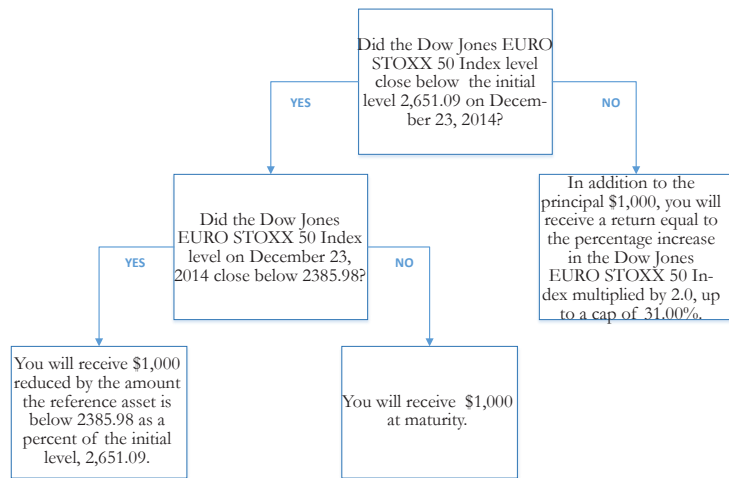 Did the Dow Jones EURO
STOXX 50 Index level
close below the initial
level 2,651.09 on Decem-
ber 23, 2014?
YES
NO
Did the Dow Jones
EURO STOXX 50 Index
level on December 23,
2014 close below 2385.98?
In addition to the
principal $1,000, you will
receive a return equal to
the percentage increase
in the Dow Jones
EURO STOXX 50 In-
dex multiplied by 2.0, up
to a cap of 31.00%.
YES
NO
You will receive $1,000
reduced by the amount
the reference asset is
below 2385.98 as a
percent of the initial
level, 2,651.09.
You will receive $1,000
at maturity.